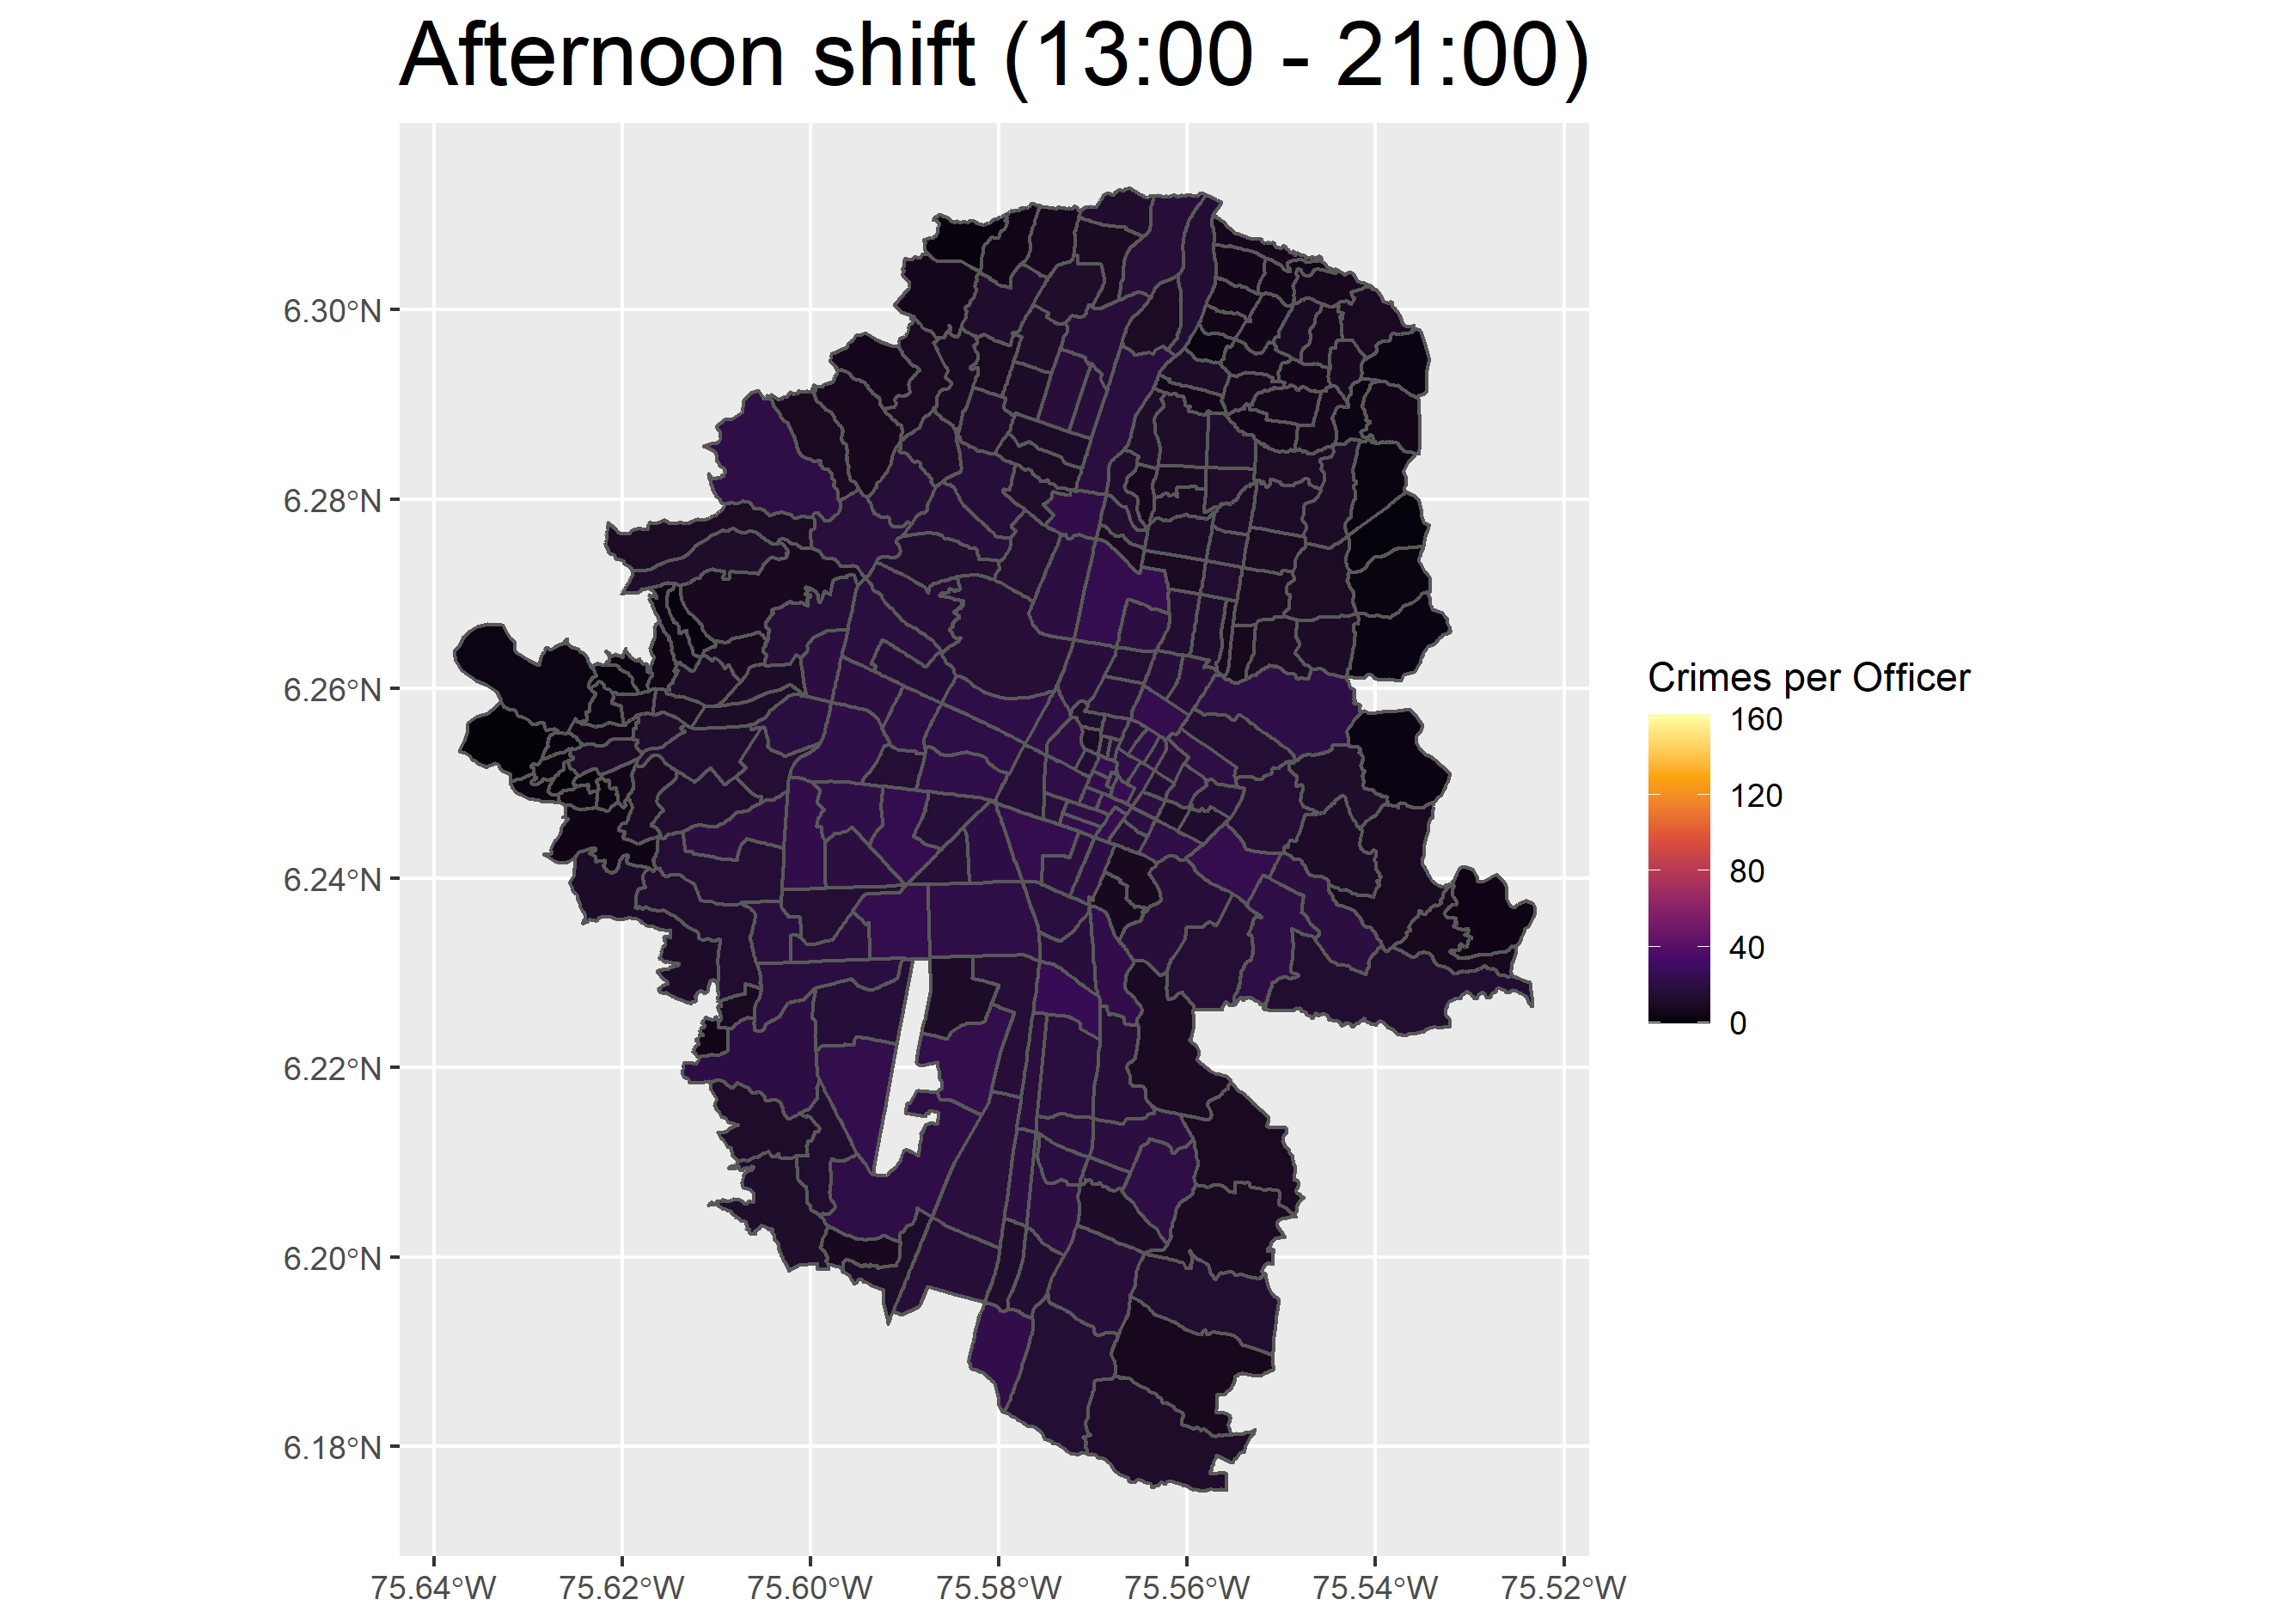 Afternoon shift (13:00 - 21:00)
6.30°N
6.28°N
6.26°N
6.24°N
6.22°N
6.20°N
6.18°N
75.64°W 75.62°W 75.60°W 75.58°W 75.56°W 75.54°W 75.52°W
Crimes per Officer
160
120
80
40
0